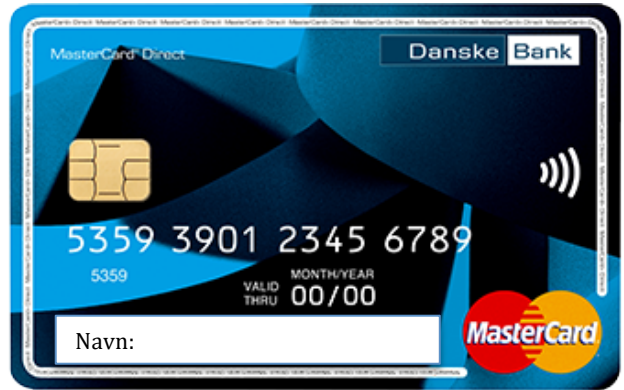 MasterCard Direct
Danske Bank
5359 3901 2345 6789
5359
MONTH/YEAR
VALID THRU 00/00
Navn:
MasterCard